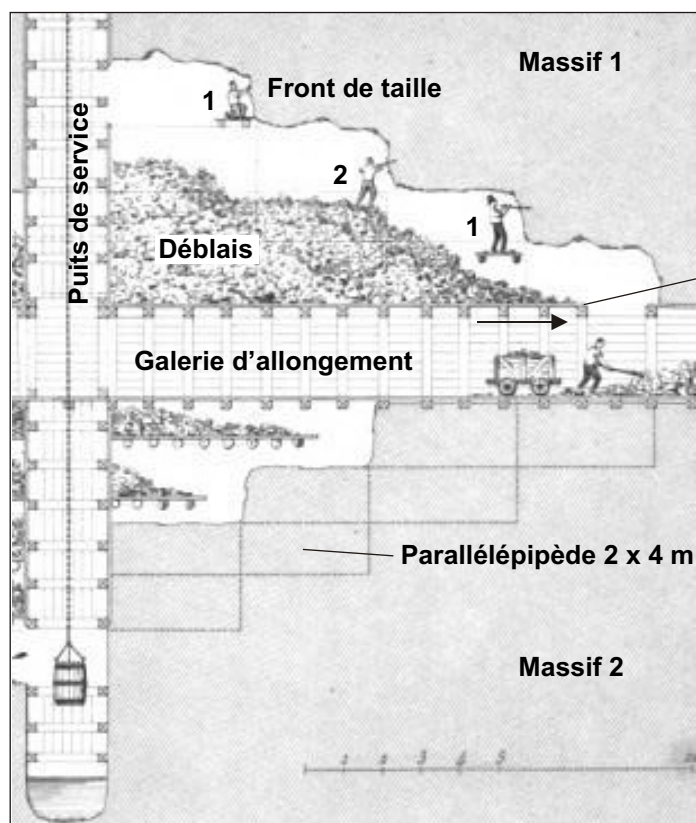 Massif 1
Front de taille
1
2
1
Puits de service
Déblais
Galerie d’allongement
Parallélépipède 2 x 4 m
Massif 2
1 2 3 4 5